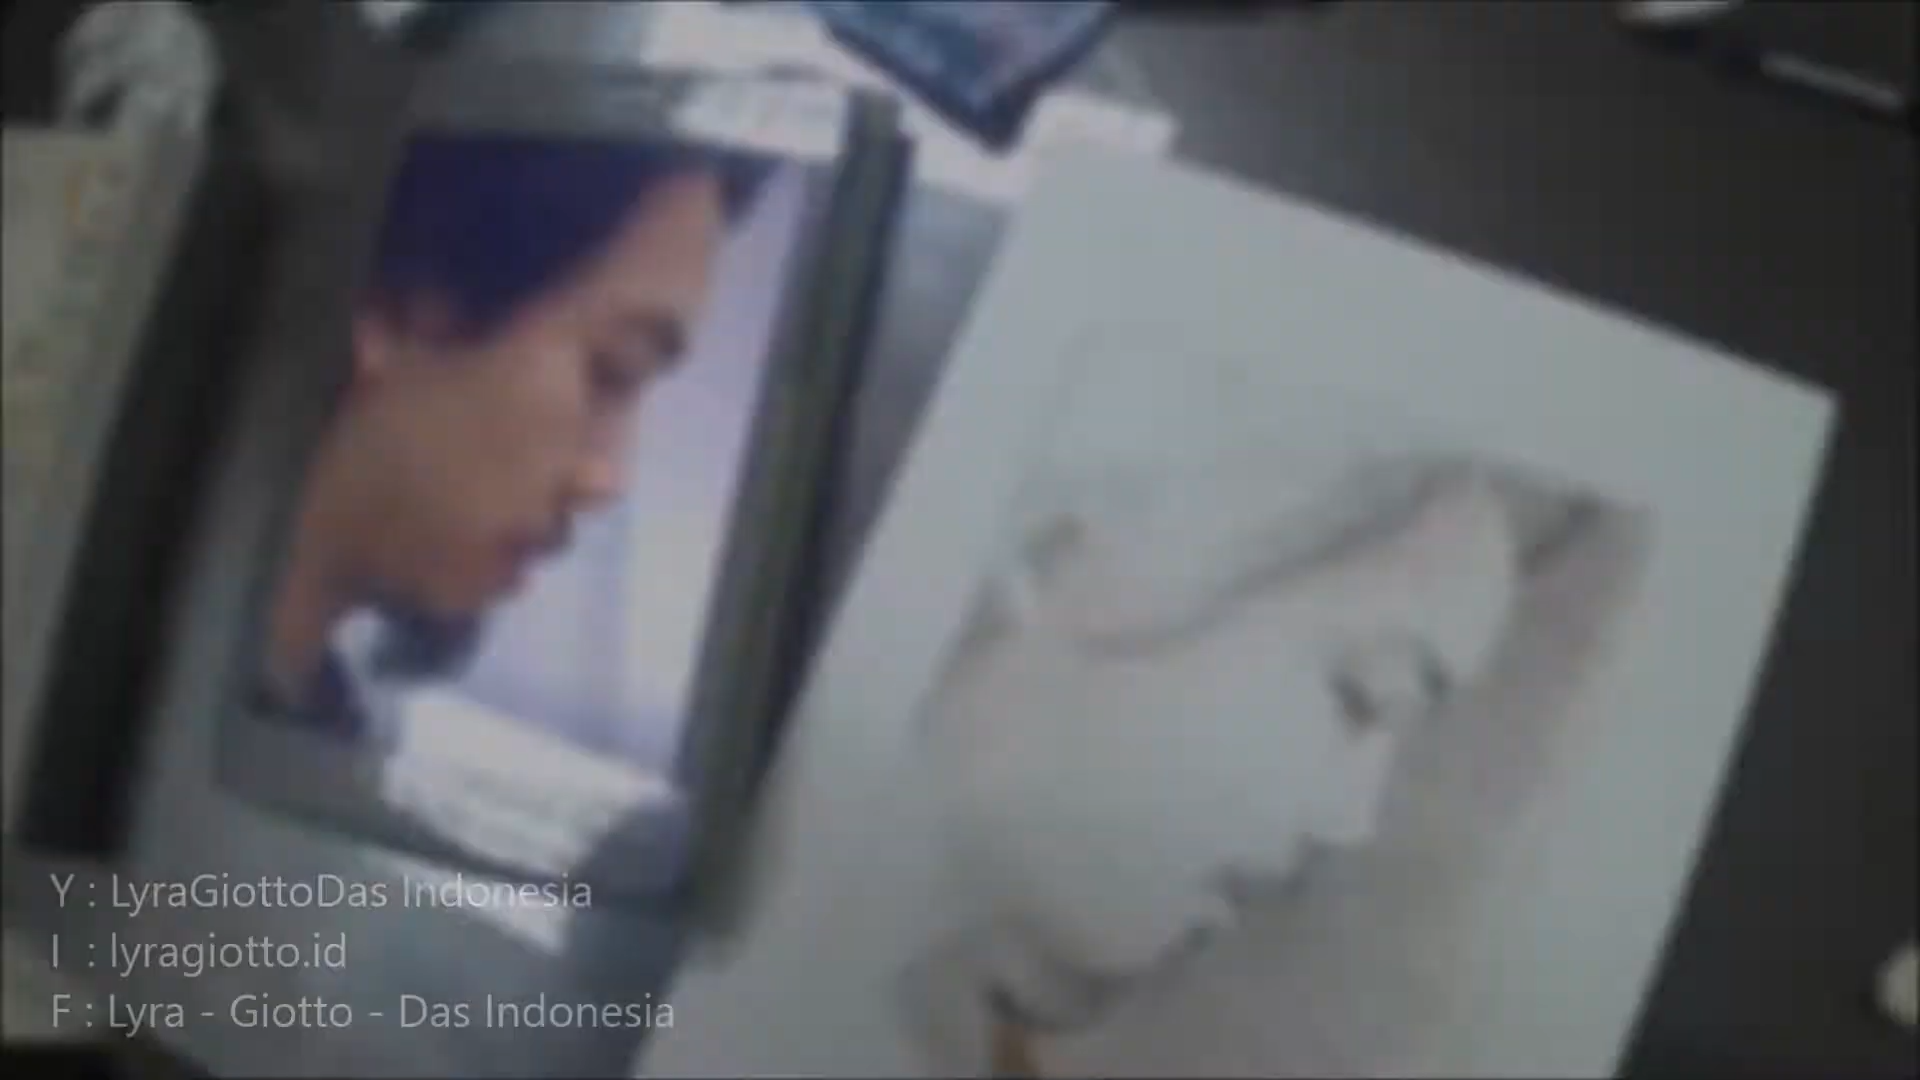 Y : LyraGiottoDas Indonesia
I : lyragiotto.id
F : Lyra - Giotto - Das Indonesia